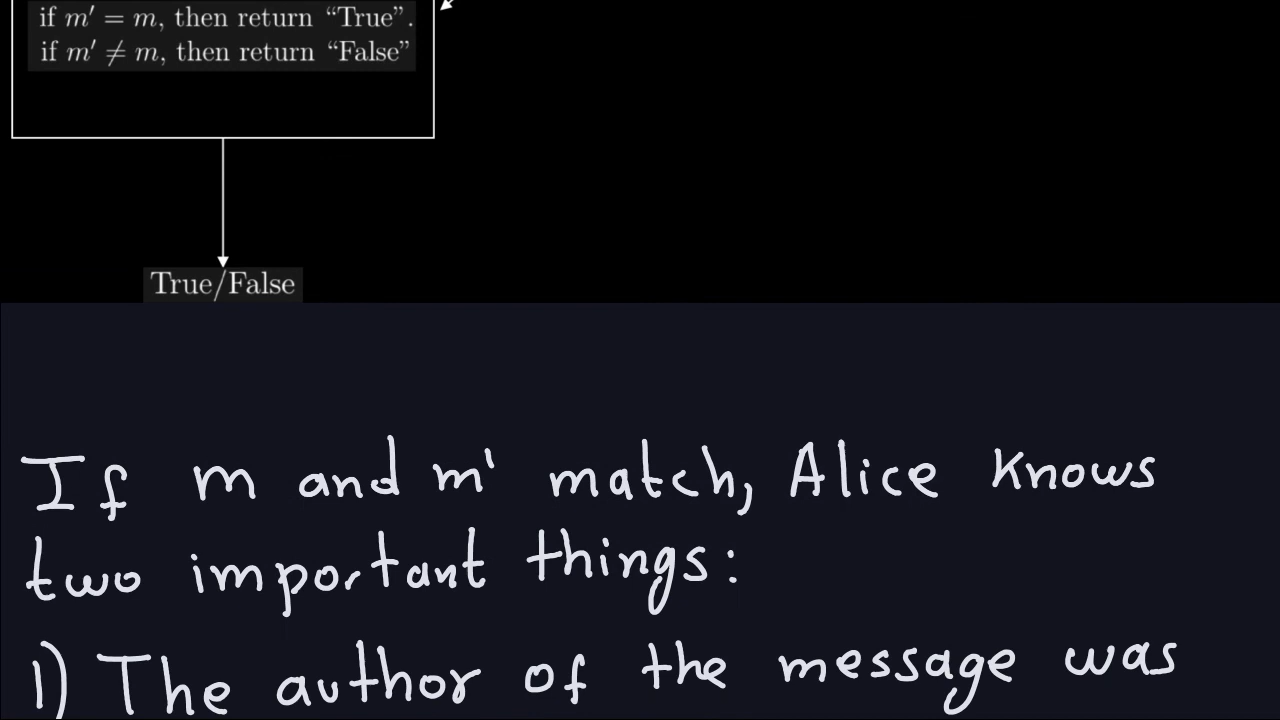 if m′ = m, then return “True”.
if m′ ≠ m, then return “False”
True/False
If m and m' match, Alice knows
two important things:
1) The author of the message was